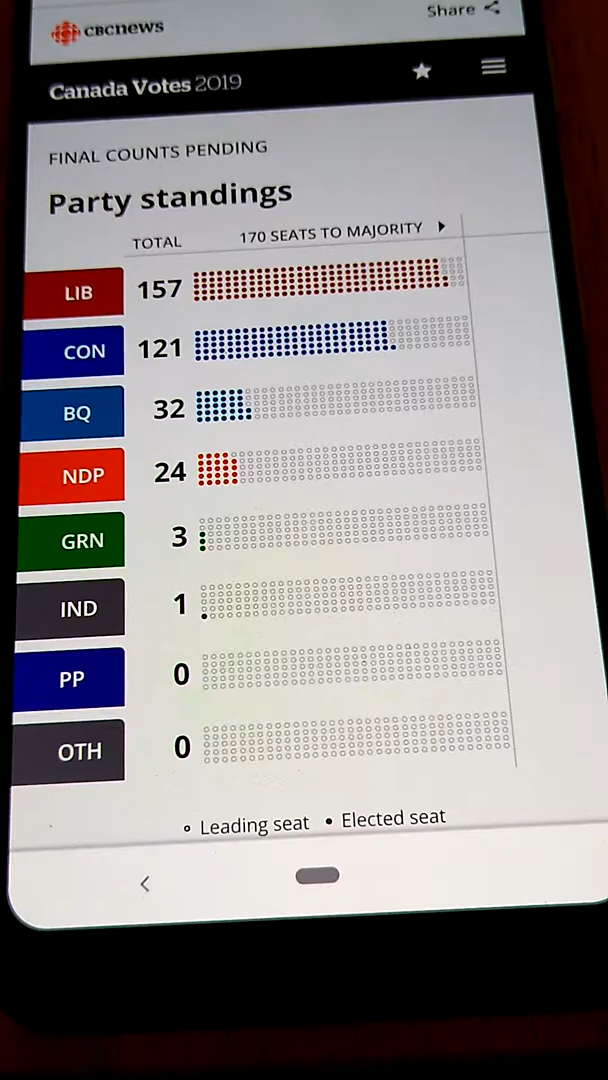 Share
CBCnews
Canada Votes 2019
FINAL COUNTS PENDING
Party standings
TOTAL 170 SEATS TO MAJORITY
LIB 157
CON 121
BQ 32
NDP 24
GRN 3
IND 1
PP 0
OTH 0
Leading seat Elected seat